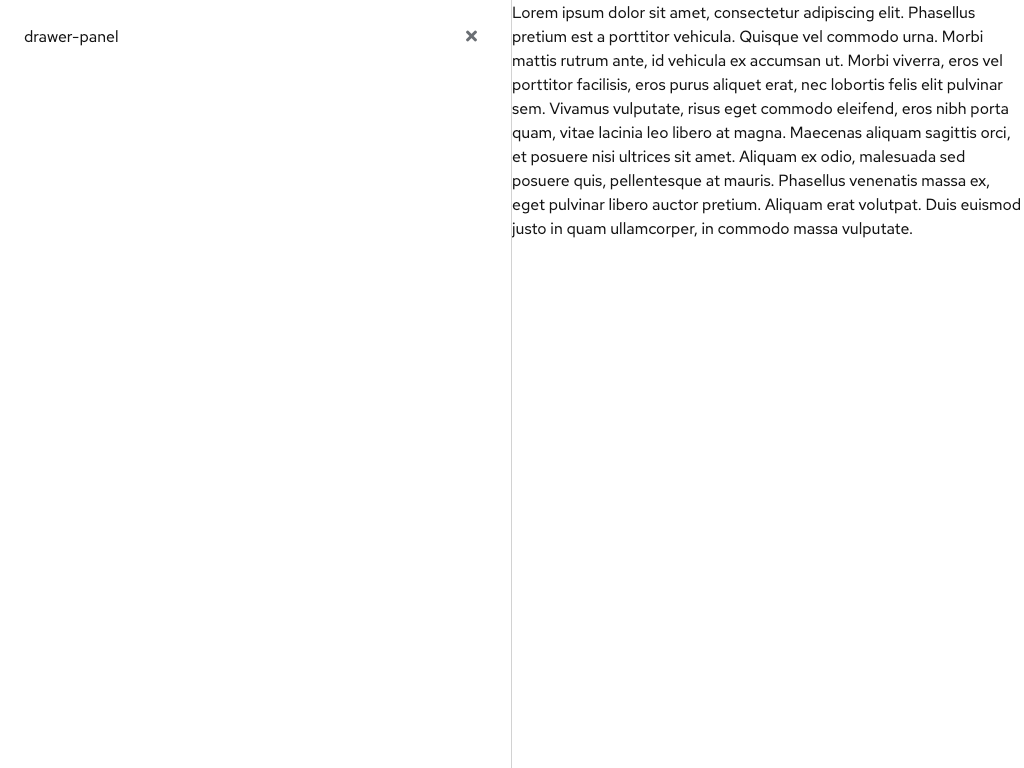 drawer-panel
Lorem ipsum dolor sit amet, consectetur adipiscing elit. Phasellus
pretium est a porttitor vehicula. Quisque vel commodo urna. Morbi
mattis rutrum ante, id vehicula ex accumsan ut. Morbi viverra, eros vel
porttitor facilisis, eros purus aliquet erat, nec lobortis felis elit pulvinar
sem. Vivamus vulputate, risus eget commodo eleifend, eros nibh porta
quam, vitae lacinia leo libero at magna. Maecenas aliquam sagittis orci,
et posuere nisi ultrices sit amet. Aliquam ex odio, malesuada sed
posuere quis, pellentesque at mauris. Phasellus venenatis massa ex,
eget pulvinar libero auctor pretium. Aliquam erat volutpat. Duis euismod
justo in quam ullamcorper, in commodo massa vulputate.